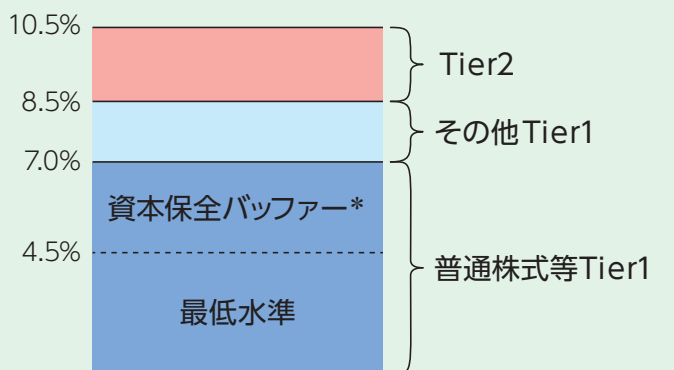 10.5%
Tier2
8.5%
その他Tier1
7.0%
資本保全バッファー*
4.5%
普通株式等Tier1
最低水準